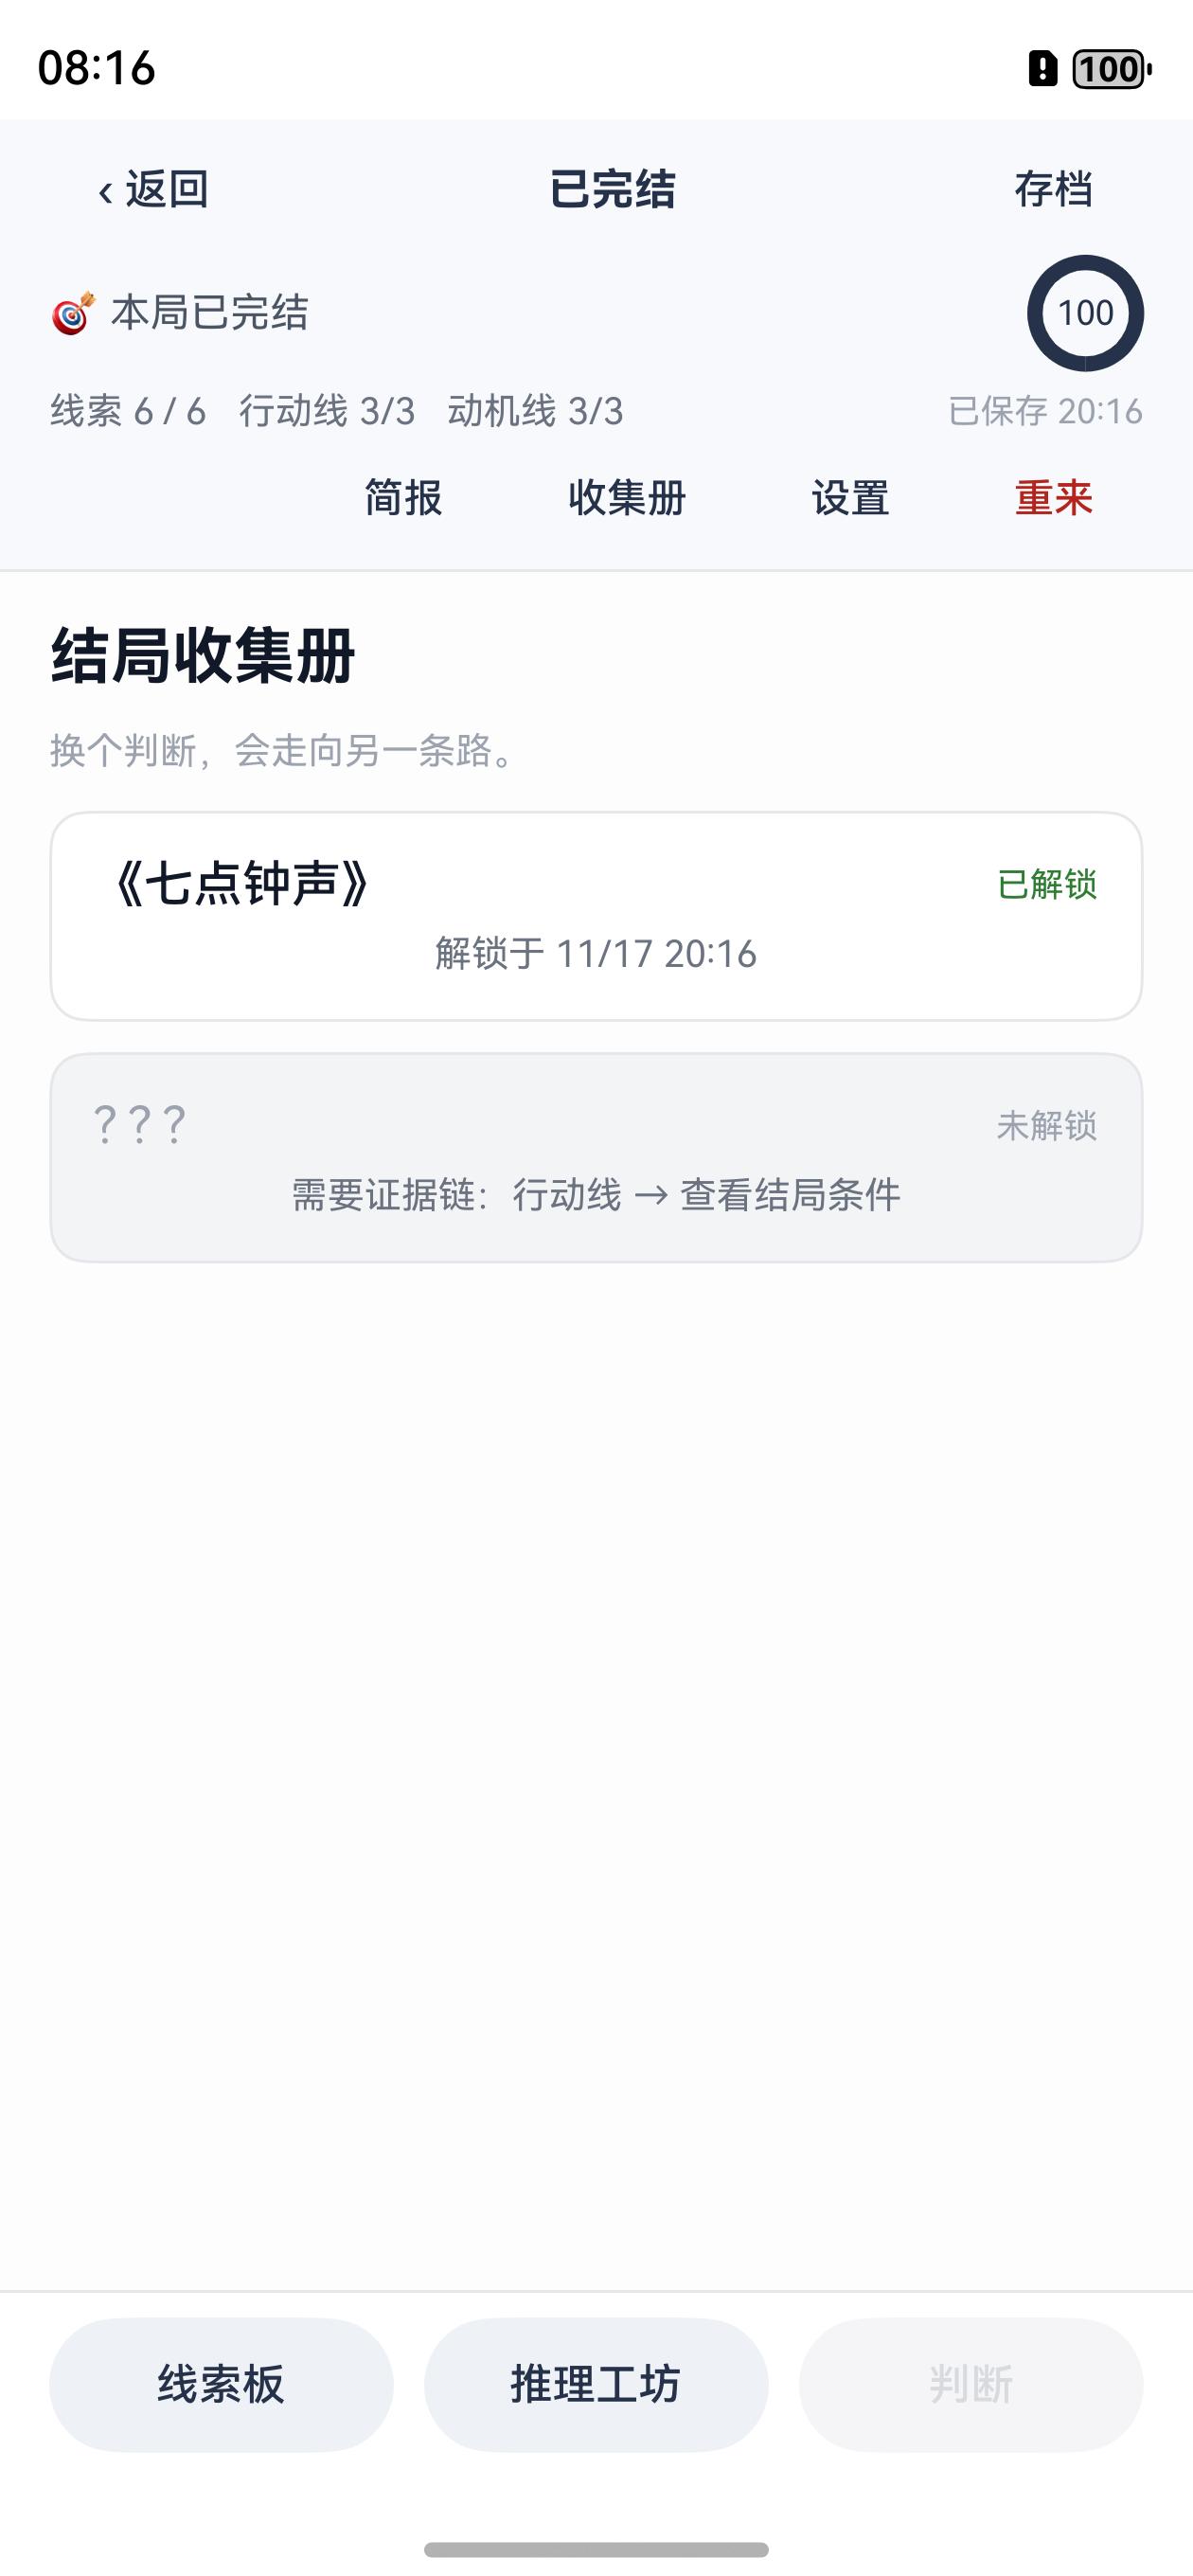 08:16
100
‹ 返回
已完结
存档
本局已完结
100
线索 6 / 6 行动线 3/3 动机线 3/3
已保存 20:16
简报
收集册
设置
重来
结局收集册
换个判断，会走向另一条路。
《七点钟声》
已解锁
解锁于 11/17 20:16
？？？
未解锁
需要证据链：行动线 → 查看结局条件
线索板
推理工坊
判断